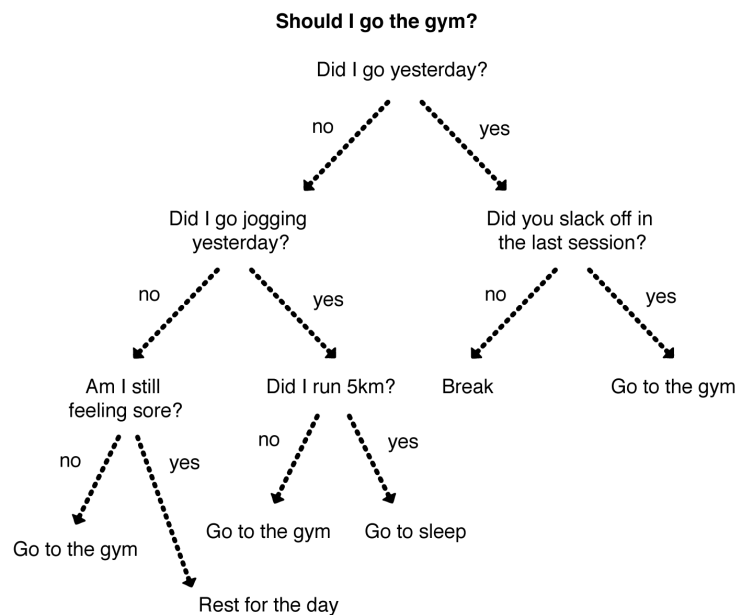 Should I go the gym?
Did I go yesterday?
no
yes
Did I go jogging
yesterday?
Did you slack off in
the last session?
no
yes
no
yes
Am I still
feeling sore?
Did I run 5km?
Break
Go to the gym
no
yes
no
yes
Go to the gym
Go to the gym
Go to sleep
Rest for the day